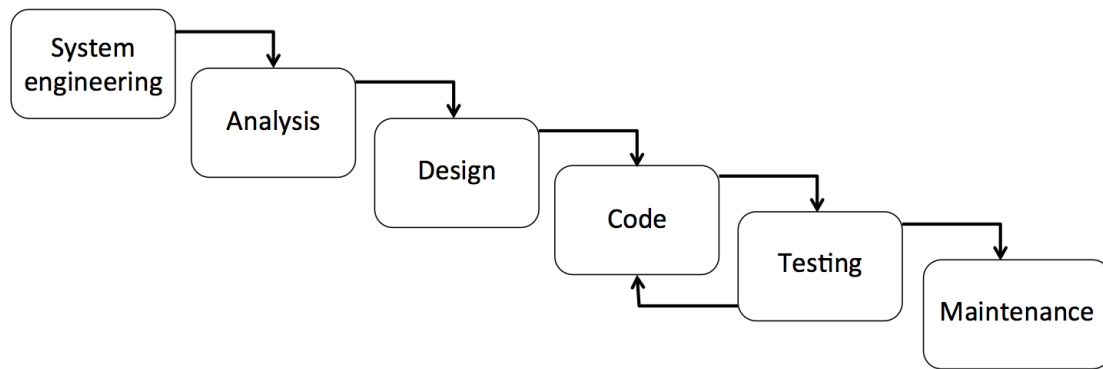 System
engineering
Analysis
Design
Code
Testing
Maintenance